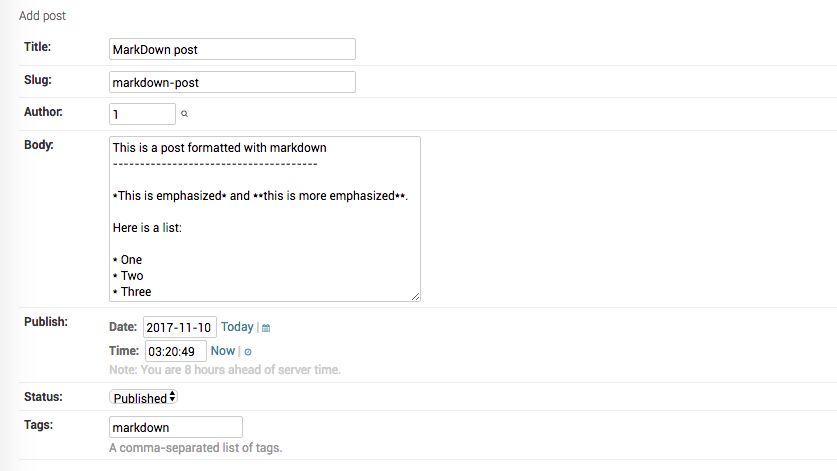 Add post
Title: MarkDown post
Slug: markdown-post
Author: 1
Body: This is a post formatted with markdown
--------------------------------------
*This is emphasized* and **this is more emphasized**.
Here is a list:
* One
* Two
* Three
Publish: Date: 2017-11-10 Today |
Time: 03:20:49 Now |
Note: You are 8 hours ahead of server time.
Status: Published
Tags: markdown
A comma-separated list of tags.